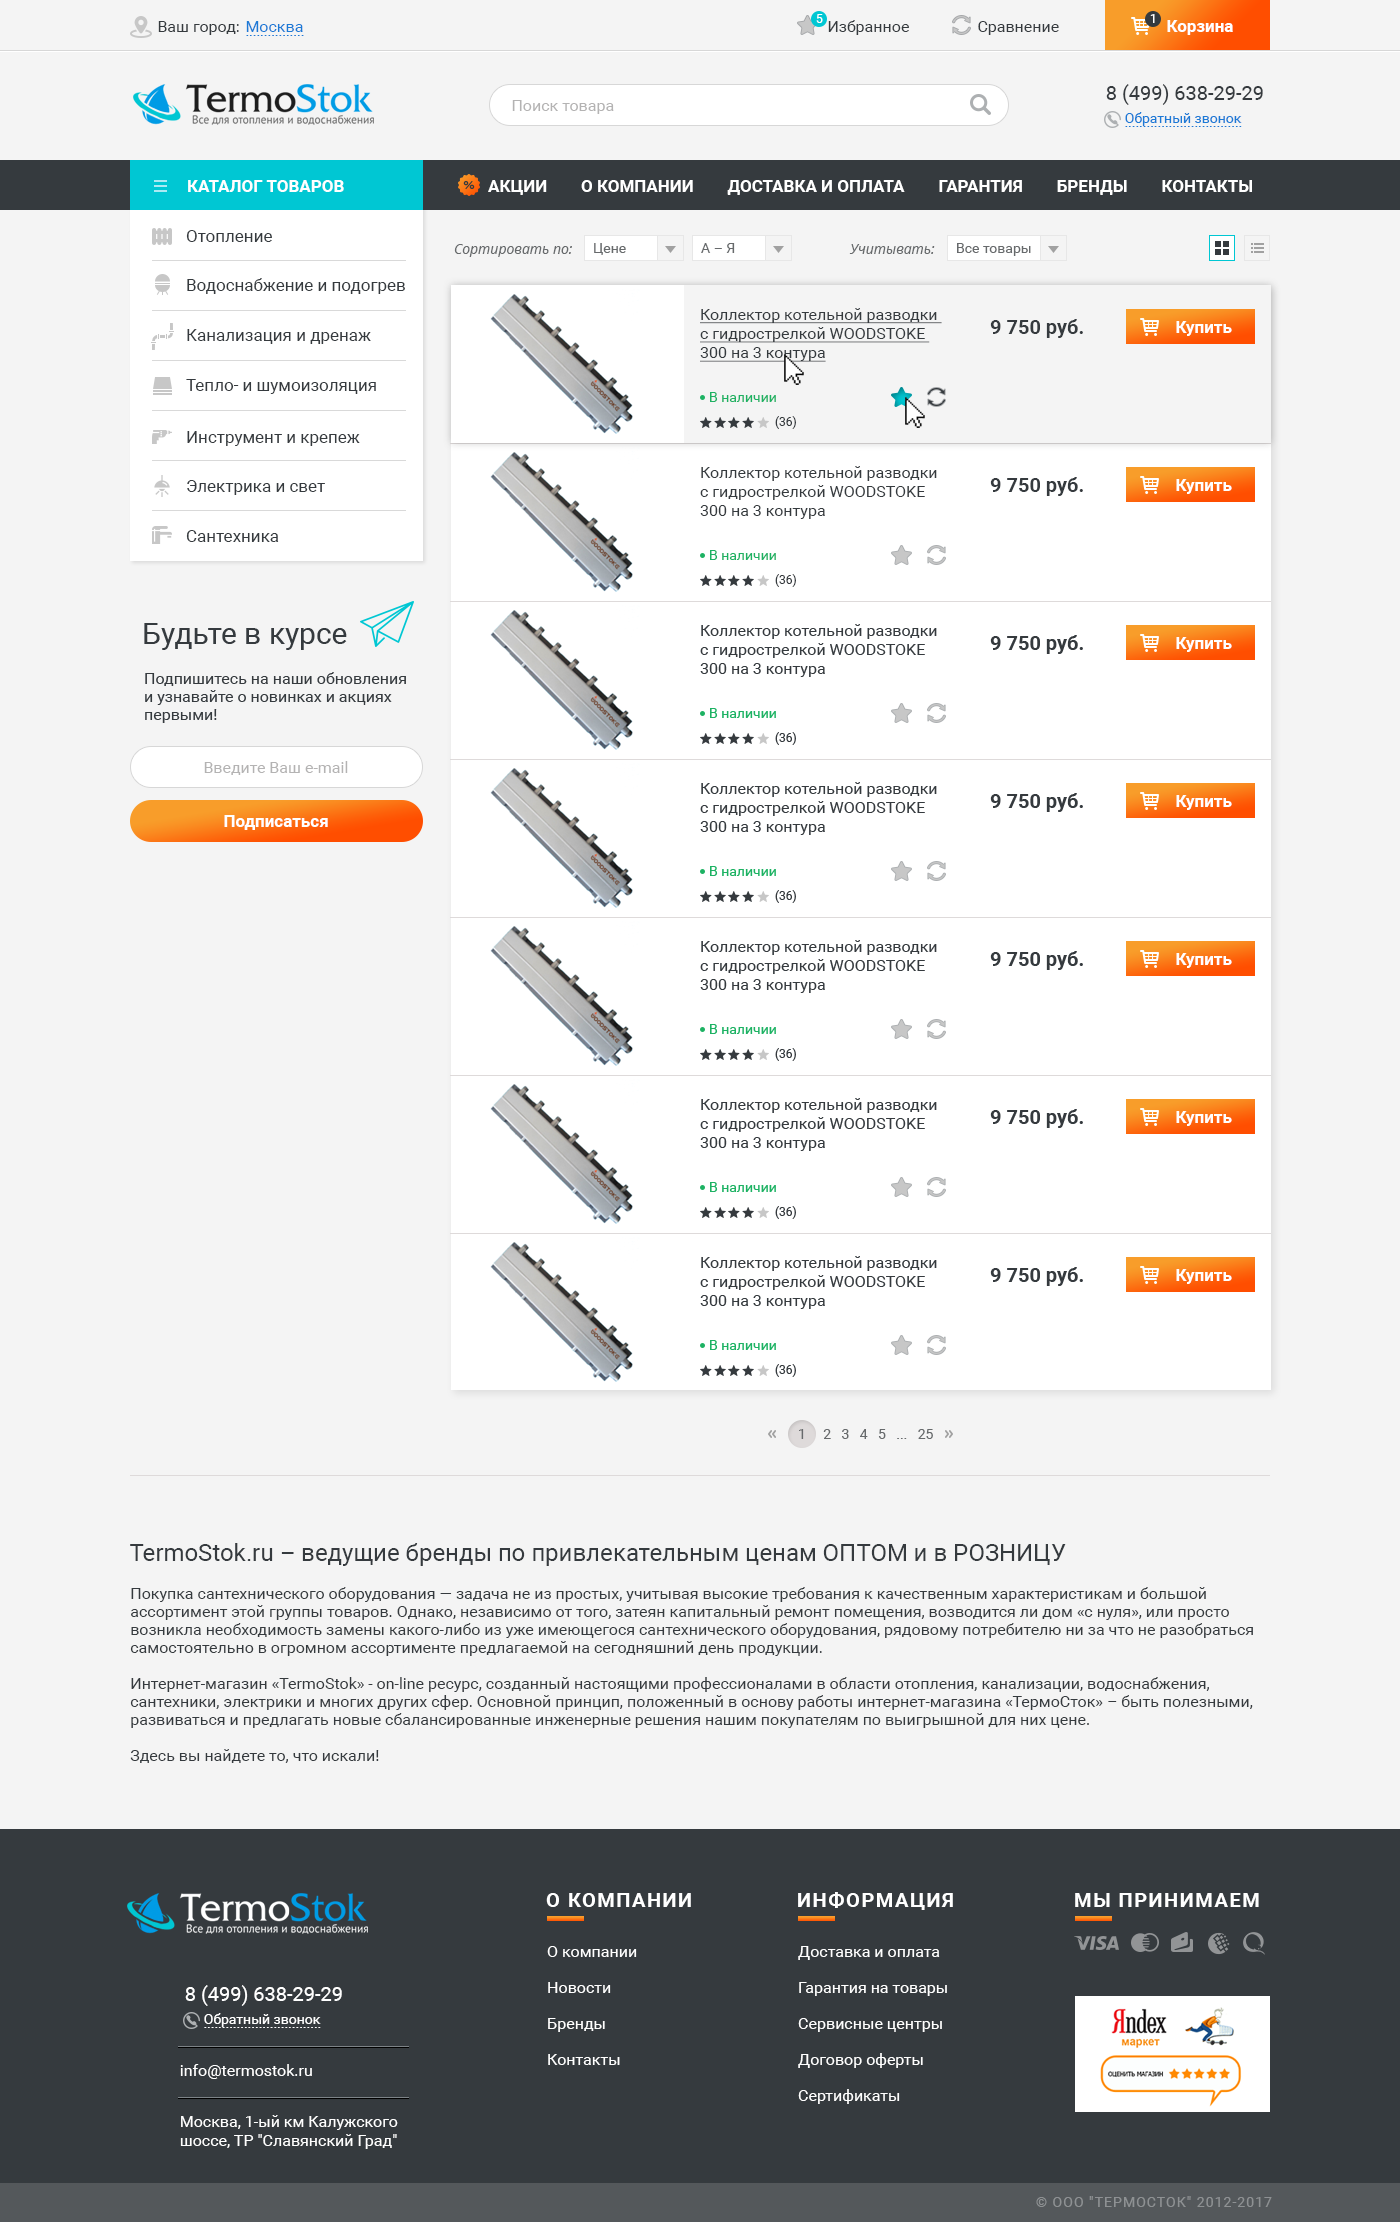 Ваш город: Москва
5
Избранное
Сравнение
1
Корзина
TermoStok
Все для отопления и водоснабжения
Поиск товара
8 (499) 638-29-29
Обратный звонок
КАТАЛОГ ТОВАРОВ
% АКЦИИ
О КОМПАНИИ
ДОСТАВКА И ОПЛАТА
ГАРАНТИЯ
БРЕНДЫ
КОНТАКТЫ
Отопление
Водоснабжение и подогрев
Канализация и дренаж
Тепло- и шумоизоляция
Инструмент и крепеж
Электрика и свет
Сантехника
Будьте в курсе
Подпишитесь на наши обновления
и узнавайте о новинках и акциях
первыми!
Введите Ваш e-mail
Подписаться
Сортировать по:
Цене
А – Я
Учитывать:
Все товары
WOODSTOKE
Коллектор котельной разводки
с гидрострелкой WOODSTOKE
300 на 3 контура
• В наличии
(36)
9 750 руб.
Купить
WOODSTOKE
Коллектор котельной разводки
с гидрострелкой WOODSTOKE
300 на 3 контура
• В наличии
(36)
9 750 руб.
Купить
WOODSTOKE
Коллектор котельной разводки
с гидрострелкой WOODSTOKE
300 на 3 контура
• В наличии
(36)
9 750 руб.
Купить
WOODSTOKE
Коллектор котельной разводки
с гидрострелкой WOODSTOKE
300 на 3 контура
• В наличии
(36)
9 750 руб.
Купить
WOODSTOKE
Коллектор котельной разводки
с гидрострелкой WOODSTOKE
300 на 3 контура
• В наличии
(36)
9 750 руб.
Купить
WOODSTOKE
Коллектор котельной разводки
с гидрострелкой WOODSTOKE
300 на 3 контура
• В наличии
(36)
9 750 руб.
Купить
WOODSTOKE
Коллектор котельной разводки
с гидрострелкой WOODSTOKE
300 на 3 контура
• В наличии
(36)
9 750 руб.
Купить
« 1 2 3 4 5 ... 25 »
TermoStok.ru – ведущие бренды по привлекательным ценам ОПТОМ и в РОЗНИЦУ
Покупка сантехнического оборудования — задача не из простых, учитывая высокие требования к качественным характеристикам и большой
ассортимент этой группы товаров. Однако, независимо от того, затеян капитальный ремонт помещения, возводится ли дом «с нуля», или просто
возникла необходимость замены какого-либо из уже имеющегося сантехнического оборудования, рядовому потребителю ни за что не разобраться
самостоятельно в огромном ассортименте предлагаемой на сегодняшний день продукции.
Интернет-магазин «TermoStok» - on-line ресурс, созданный настоящими профессионалами в области отопления, канализации, водоснабжения,
сантехники, электрики и многих других сфер. Основной принцип, положенный в основу работы интернет-магазина «ТермоСток» – быть полезными,
развиваться и предлагать новые сбалансированные инженерные решения нашим покупателям по выигрышной для них цене.
Здесь вы найдете то, что искали!
TermoStok
Все для отопления и водоснабжения
8 (499) 638-29-29
Обратный звонок
info@termostok.ru
Москва, 1-ый км Калужского
шоссе, ТР "Славянский Град"
О КОМПАНИИ
О компании
Новости
Бренды
Контакты
ИНФОРМАЦИЯ
Доставка и оплата
Гарантия на товары
Сервисные центры
Договор оферты
Сертификаты
МЫ ПРИНИМАЕМ
VISA
Яndex
маркет
ОЦЕНИТЬ МАГАЗИН
© ООО "ТЕРМОСТОК" 2012-2017